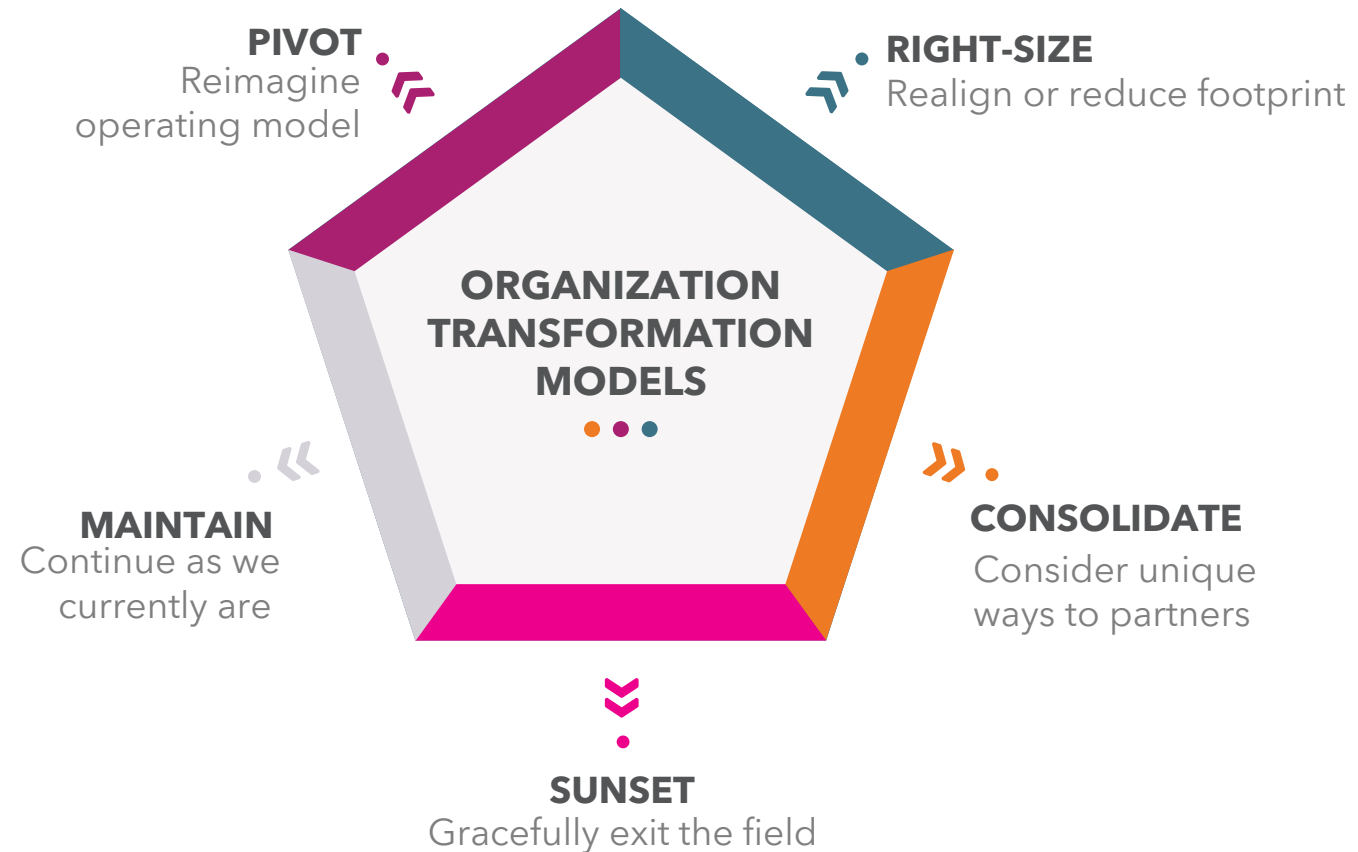 PIVOT
Reimagine
operating model
RIGHT-SIZE
Realign or reduce footprint
ORGANIZATION
TRANSFORMATION
MODELS
MAINTAIN
Continue as we
currently are
CONSOLIDATE
Consider unique
ways to partners
SUNSET
Gracefully exit the field